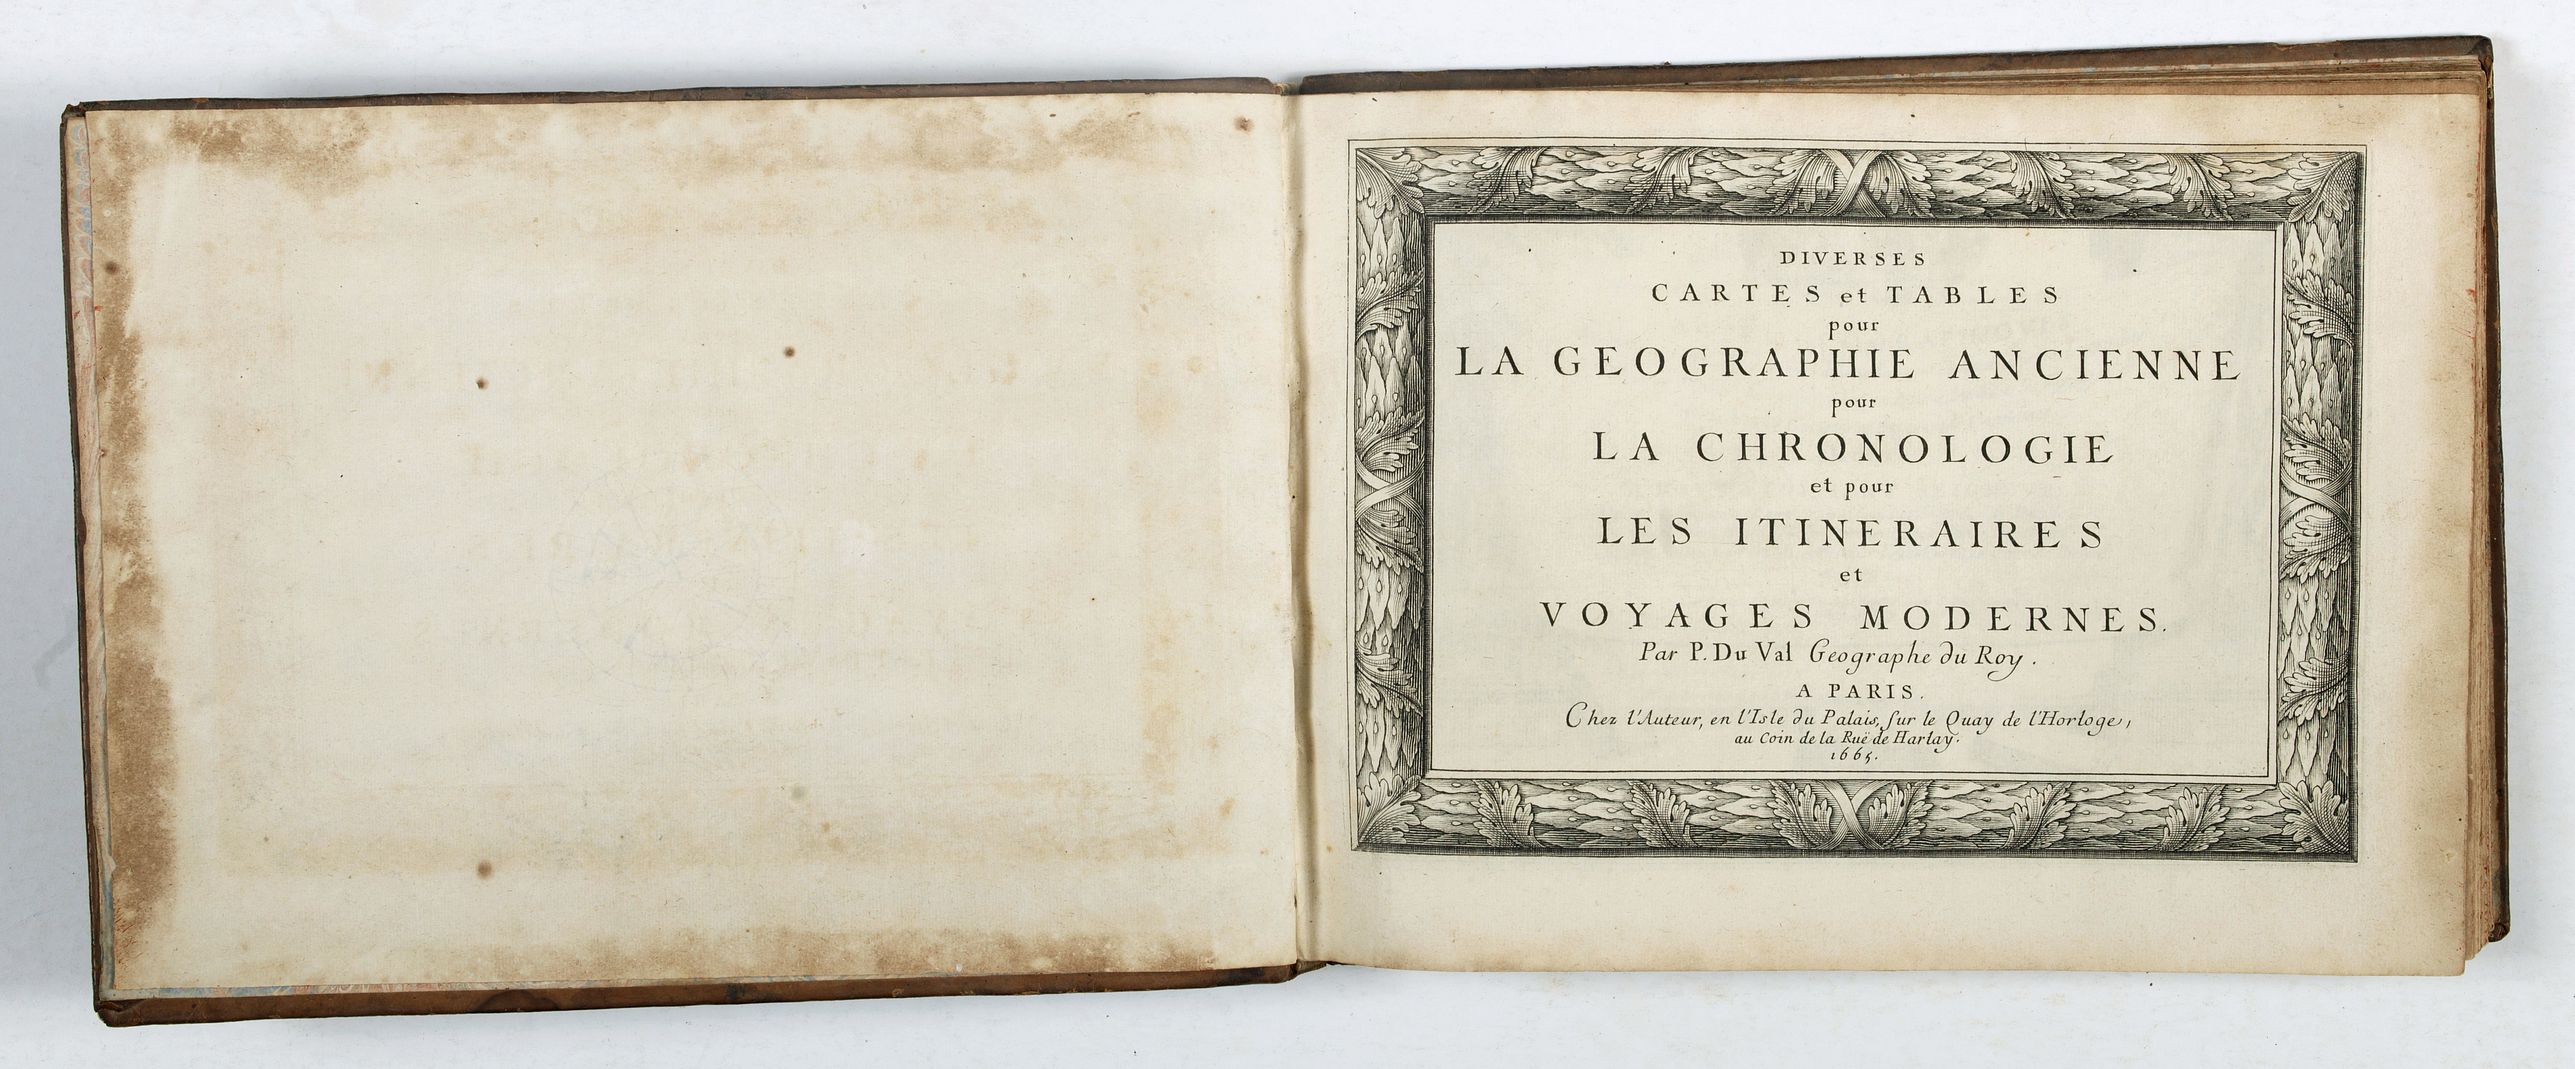 DIVERSES
CARTES et TABLES
pour
LA GEOGRAPHIE ANCIENNE
pour
LA CHRONOLOGIE
et pour
LES ITINERAIRES
et
VOYAGES MODERNES.
Par P. Du Val Geographe du Roy.
A PARIS.
Chez l'Auteur, en l'Isle du Palais, ſur le Quay de l'Horloge,
au Coin de la Ruë de Harlay.
1665.